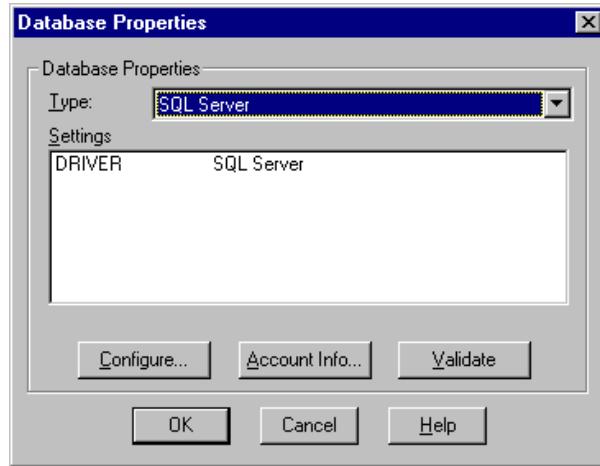 Database Properties
Database Properties
Type: SQL Server
Settings
DRIVER SQL Server
Configure... Account Info... Validate
OK Cancel Help